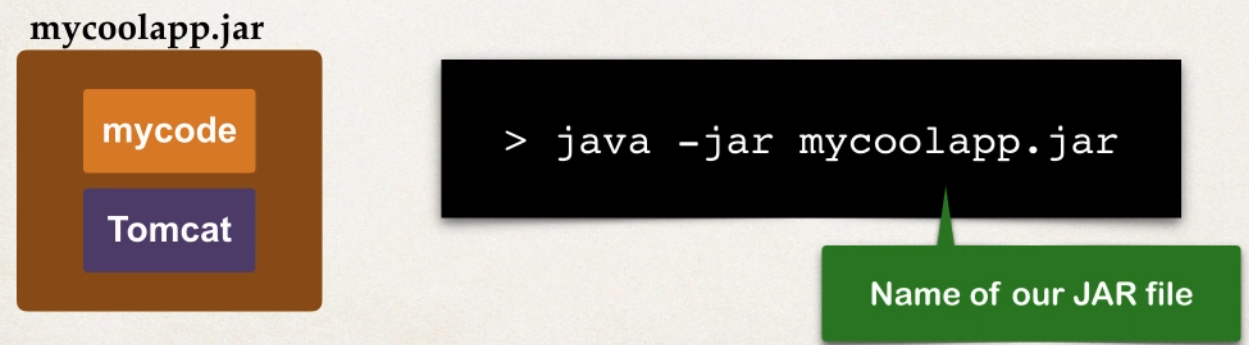 mycoolapp.jar
mycode
Tomcat
> java -jar mycoolapp.jar
Name of our JAR file